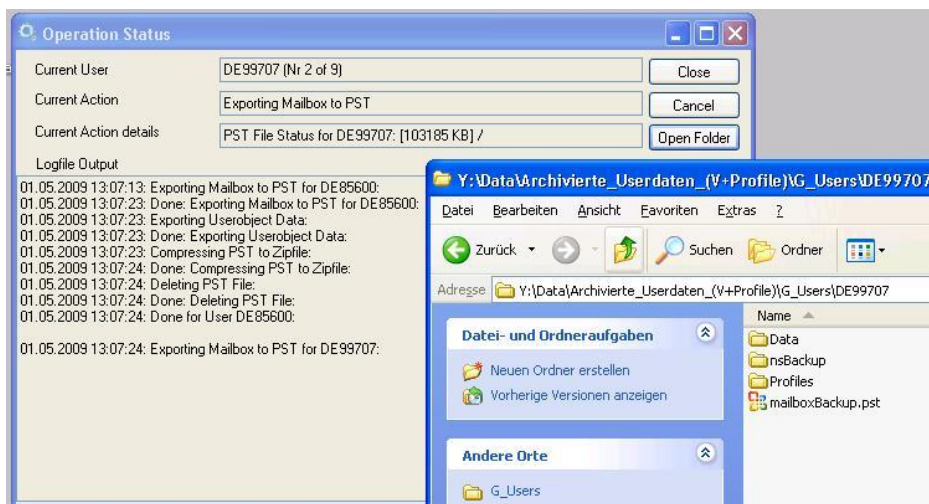 Operation Status
Current User
DE99707 (Nr 2 of 9)
Close
Current Action
Exporting Mailbox to PST
Cancel
Current Action details
PST File Status for DE99707: [103185 KB] /
Open Folder
Logfile Output
01.05.2009 13:07:13: Exporting Mailbox to PST for DE85600:
01.05.2009 13:07:23: Done: Exporting Mailbox to PST for DE85600:
01.05.2009 13:07:23: Exporting Userobject Data:
01.05.2009 13:07:23: Done: Exporting Userobject Data:
01.05.2009 13:07:23: Compressing PST to Zipfile:
01.05.2009 13:07:24: Done: Compressing PST to Zipfile:
01.05.2009 13:07:24: Deleting PST File:
01.05.2009 13:07:24: Done: Deleting PST File:
01.05.2009 13:07:24: Done for User DE85600:
01.05.2009 13:07:24: Exporting Mailbox to PST for DE99707:
Y:\Data\Archivierte_Userdaten_(V+Profile)\G_Users\DE99707
Datei Bearbeiten Ansicht Favoriten Extras ?
Zurück Suchen Ordner
Adresse Y:\Data\Archivierte_Userdaten_(V+Profile)\G_Users\DE99707
Datei- und Ordneraufgaben
Neuen Ordner erstellen
Vorherige Versionen anzeigen
Andere Orte
G_Users
Name
Data
nsBackup
Profiles
mailboxBackup.pst